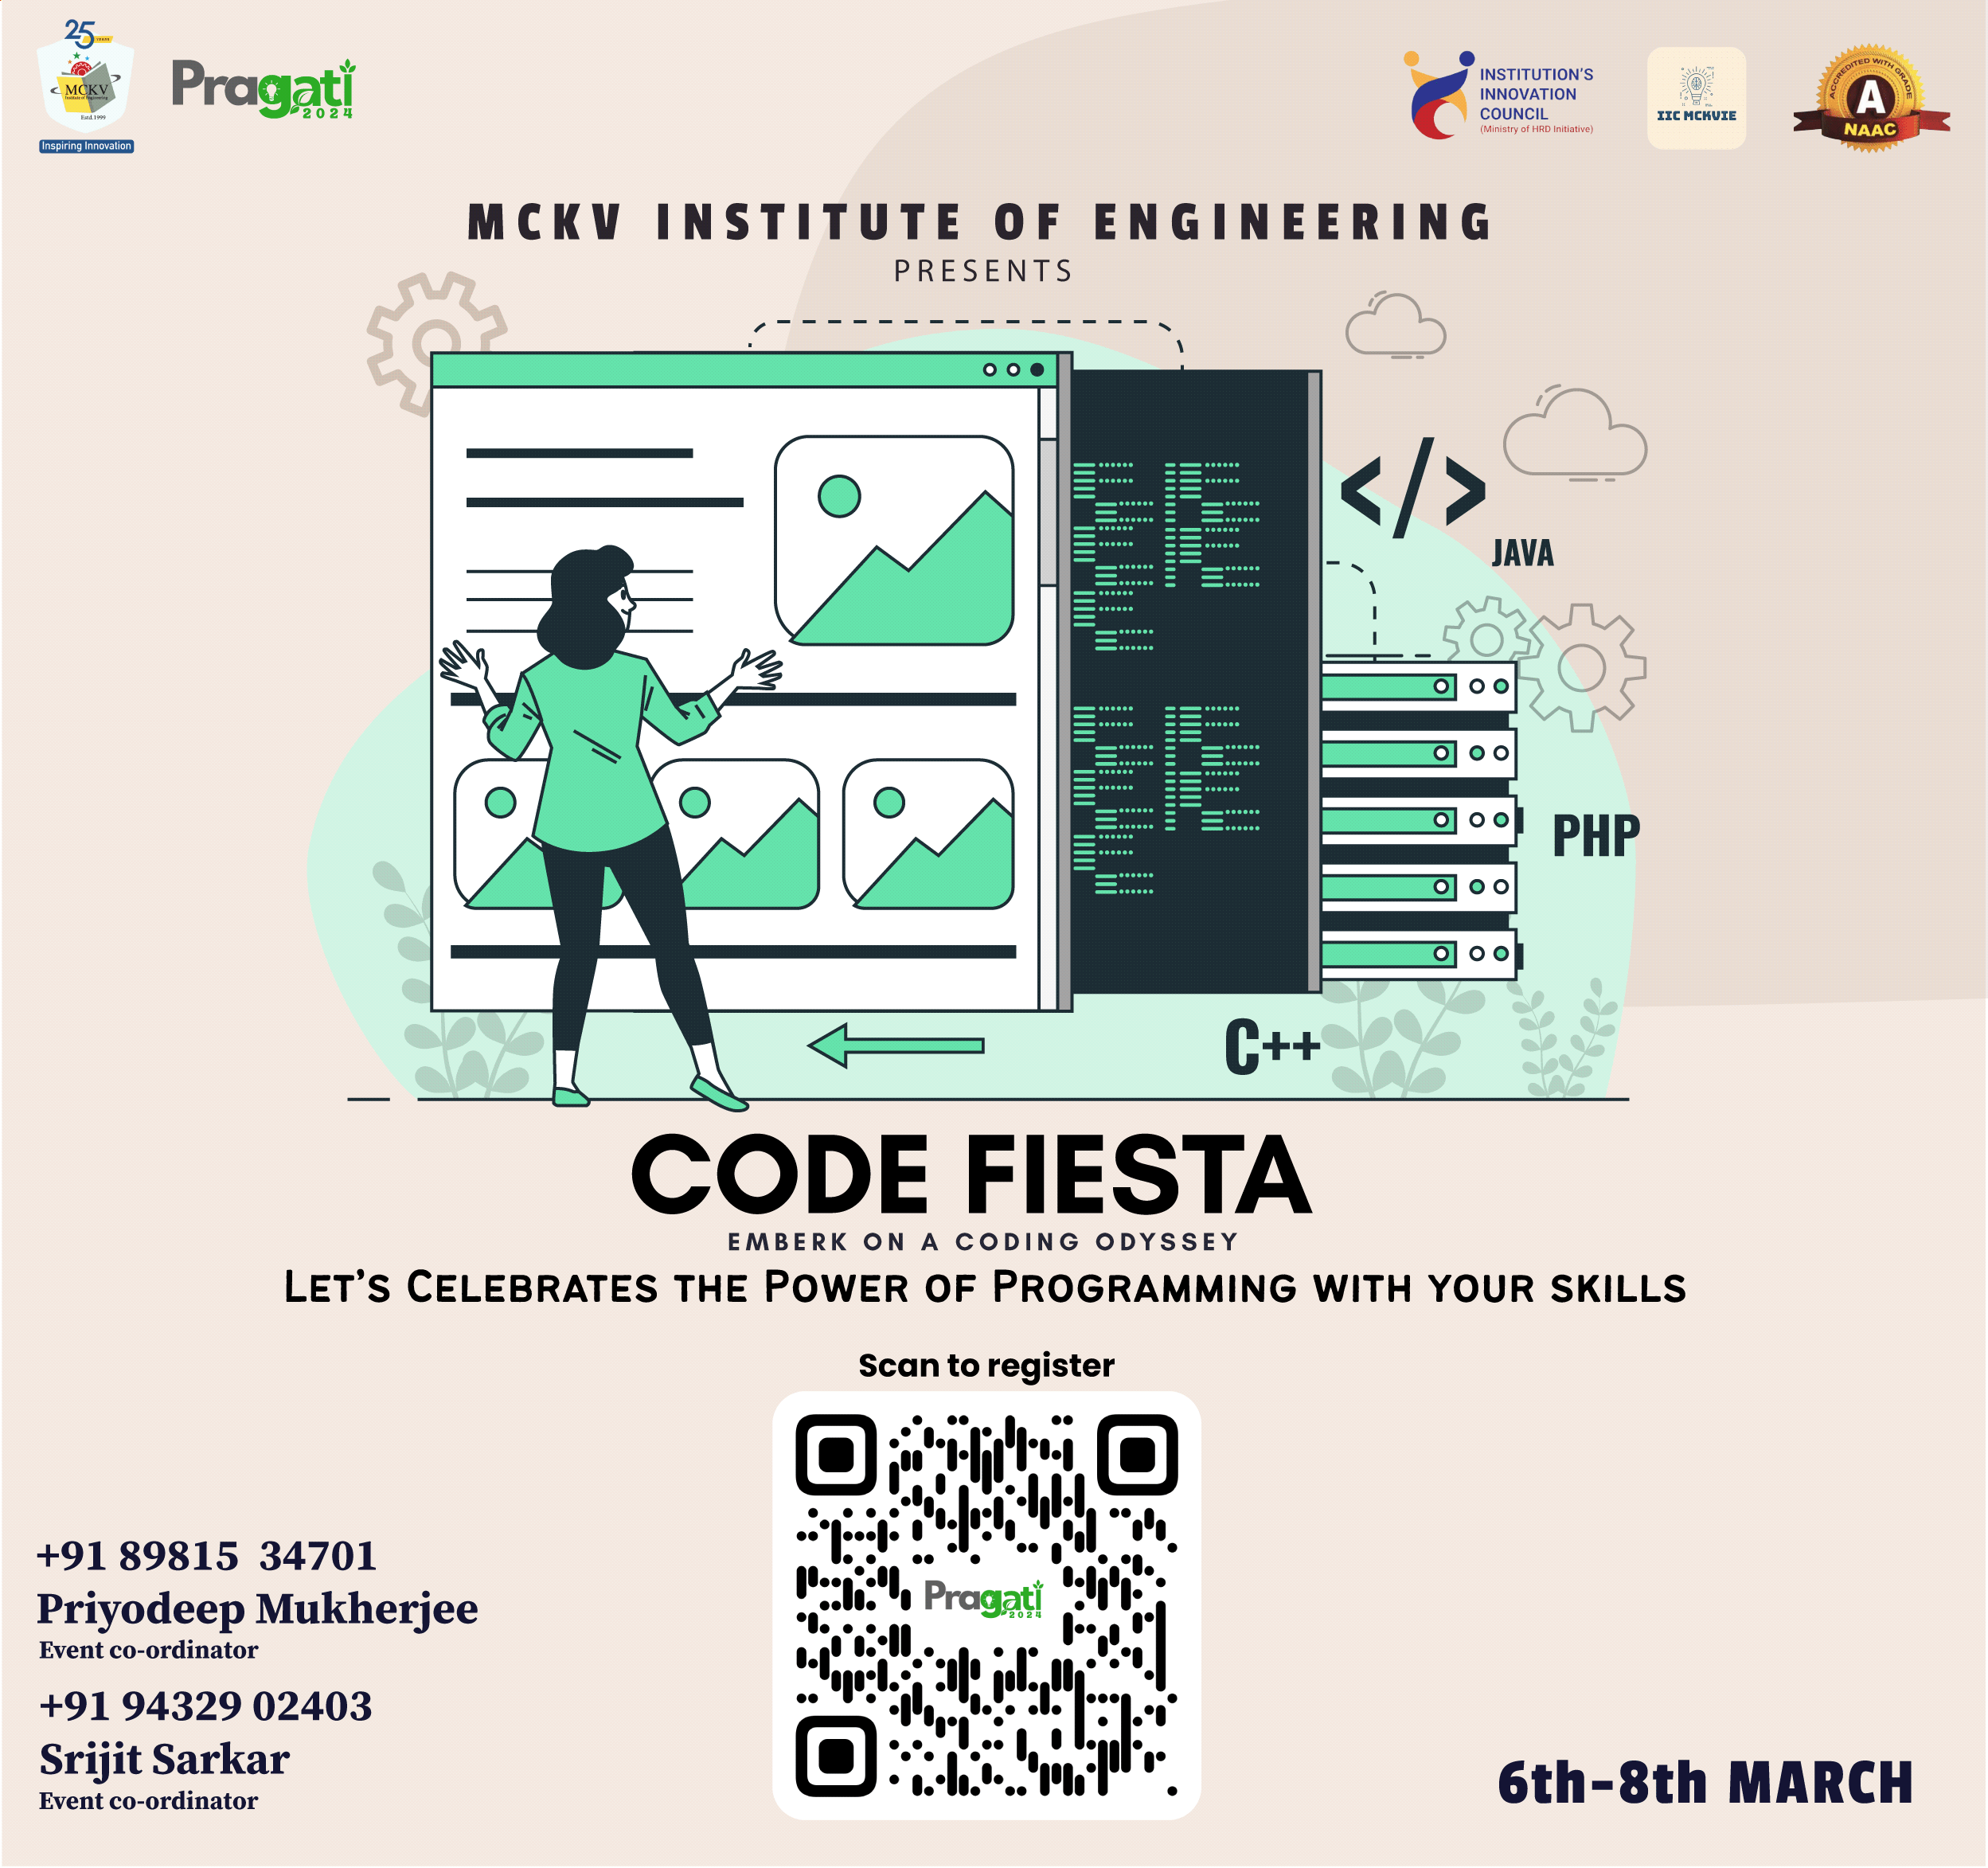 25 YEARS
MCKV
Institute of Engineering
Estd.1999
Inspiring Innovation
Pragati
2024
INSTITUTION'S
INNOVATION
COUNCIL
(Ministry of HRD Initiative)
IIC MCKVIE
ACCREDITED WITH GRADE
A
NAAC
MCKV INSTITUTE OF ENGINEERING
PRESENTS
</>
JAVA
PHP
C++
CODE FIESTA
EMBERK ON A CODING ODYSSEY
LET'S CELEBRATES THE POWER OF PROGRAMMING WITH YOUR SKILLS
Scan to register
Pragati
2024
+91 89815 34701
Priyodeep Mukherjee
Event co-ordinator
+91 94329 02403
Srijit Sarkar
Event co-ordinator
6th-8th MARCH